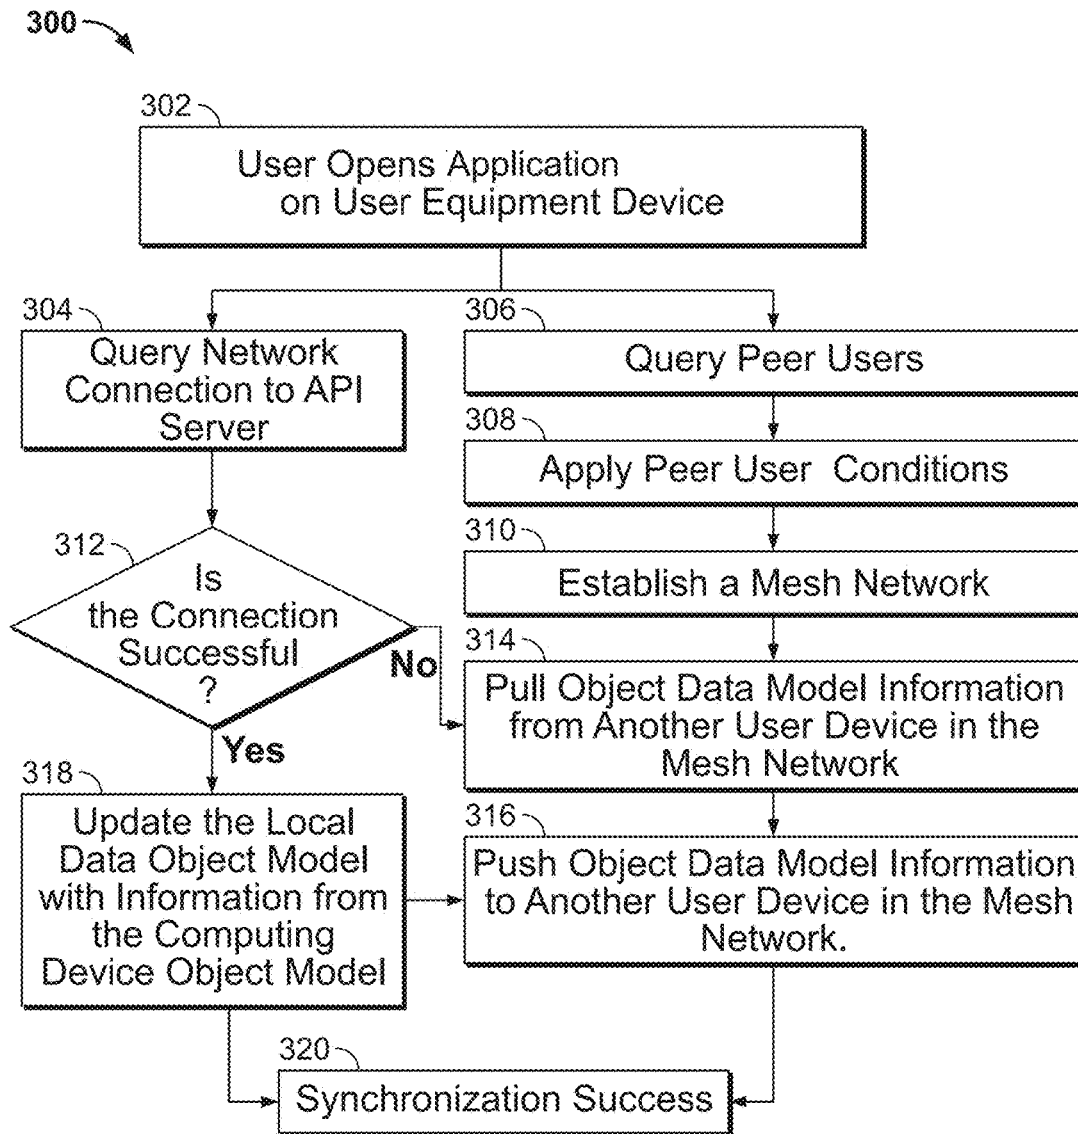 300
302
User Opens Application
on User Equipment Device
304
Query Network
Connection to API
Server
306
Query Peer Users
308
Apply Peer User Conditions
310
Establish a Mesh Network
312
Is
the Connection
Successful
?
No
Yes
314
Pull Object Data Model Information
from Another User Device in the
Mesh Network
318
Update the Local
Data Object Model
with Information from
the Computing
Device Object Model
316
Push Object Data Model Information
to Another User Device in the Mesh
Network.
320
Synchronization Success